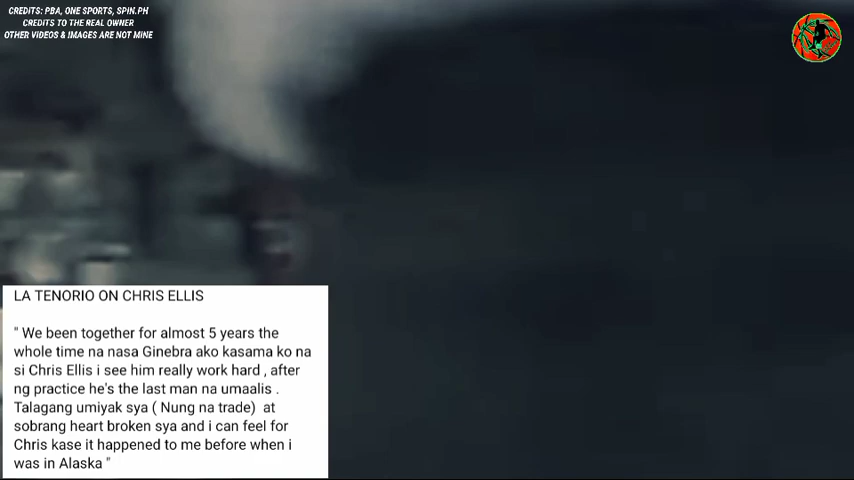 CREDITS: PBA, ONE SPORTS, SPIN.PH
CREDITS TO THE REAL OWNER
OTHER VIDEOS & IMAGES ARE NOT MINE
LA TENORIO ON CHRIS ELLIS
" We been together for almost 5 years the
whole time na nasa Ginebra ako kasama ko na
si Chris Ellis i see him really work hard , after
ng practice he's the last man na umaalis .
Talagang umiyak sya ( Nung na trade)  at
sobrang heart broken sya and i can feel for
Chris kase it happened to me before when i
was in Alaska "